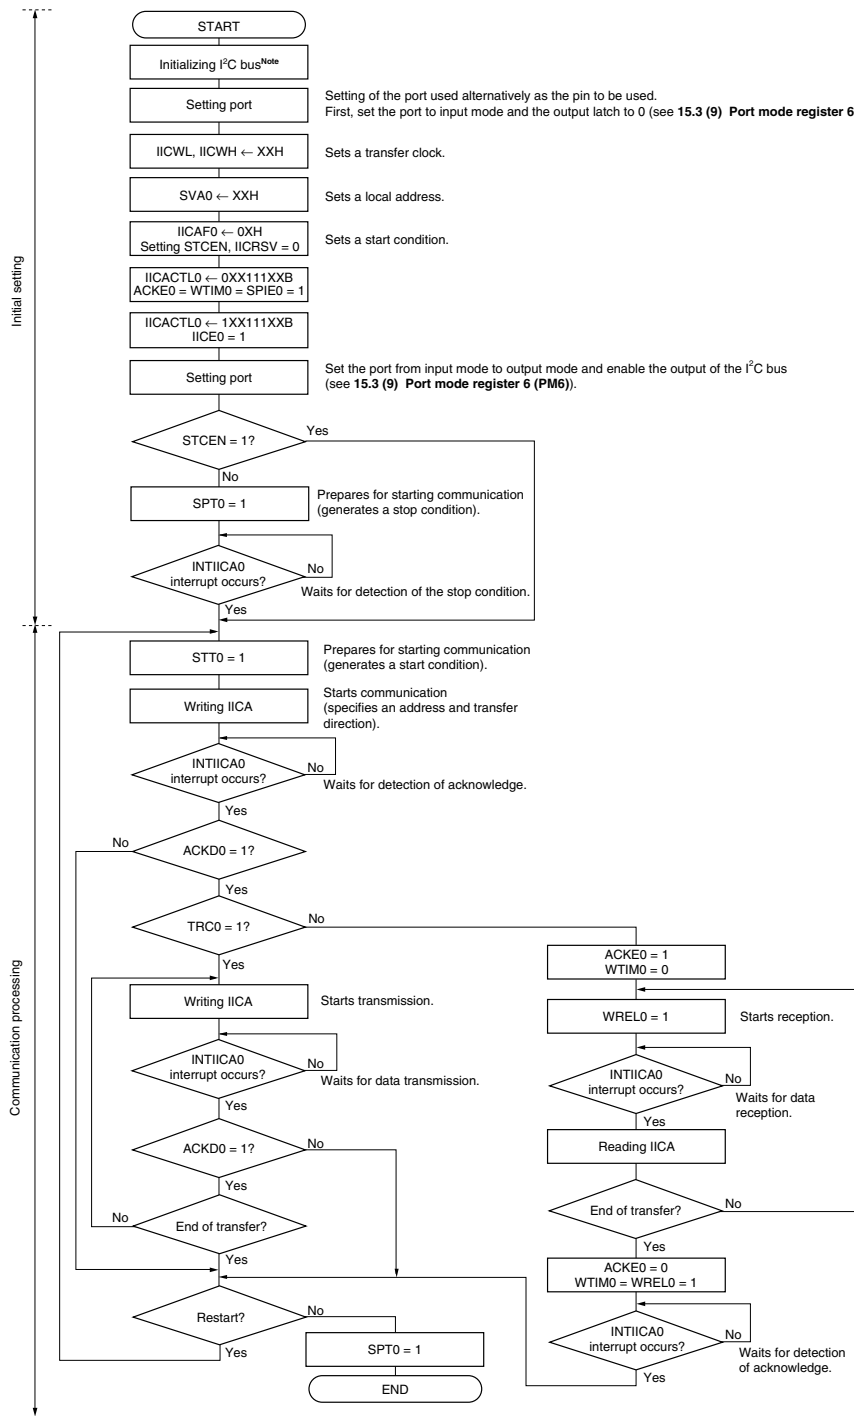 START
Initializing I2C busNote
Setting port
Setting of the port used alternatively as the pin to be used.
First, set the port to input mode and the output latch to 0 (see 15.3 (9) Port mode register 6
IICWL, IICWH ← XXH
Sets a transfer clock.
SVA0 ← XXH
Sets a local address.
IICAF0 ← 0XH
Setting STCEN, IICRSV = 0
Sets a start condition.
IICACTL0 ← 0XX111XXB
ACKE0 = WTIM0 = SPIE0 = 1
IICACTL0 ← 1XX111XXB
IICE0 = 1
Initial setting
Setting port
Set the port from input mode to output mode and enable the output of the I2C bus
(see 15.3 (9) Port mode register 6 (PM6)).
STCEN = 1?
Yes
No
SPT0 = 1
Prepares for starting communication
(generates a stop condition).
INTIICA0
interrupt occurs?
No
Waits for detection of the stop condition.
Yes
STT0 = 1
Prepares for starting communication
(generates a start condition).
Writing IICA
Starts communication
(specifies an address and transfer
direction).
INTIICA0
interrupt occurs?
No
Waits for detection of acknowledge.
Yes
No
ACKD0 = 1?
Yes
TRC0 = 1?
No
Yes
Communication processing
Writing IICA
Starts transmission.
INTIICA0
interrupt occurs?
No
Waits for data transmission.
Yes
ACKD0 = 1?
No
Yes
No
End of transfer?
Yes
Restart?
No
Yes
SPT0 = 1
END
ACKE0 = 1
WTIM0 = 0
WREL0 = 1
Starts reception.
INTIICA0
interrupt occurs?
No
Waits for data
reception.
Yes
Reading IICA
End of transfer?
No
Yes
ACKE0 = 0
WTIM0 = WREL0 = 1
INTIICA0
interrupt occurs?
No
Waits for detection
of acknowledge.
Yes